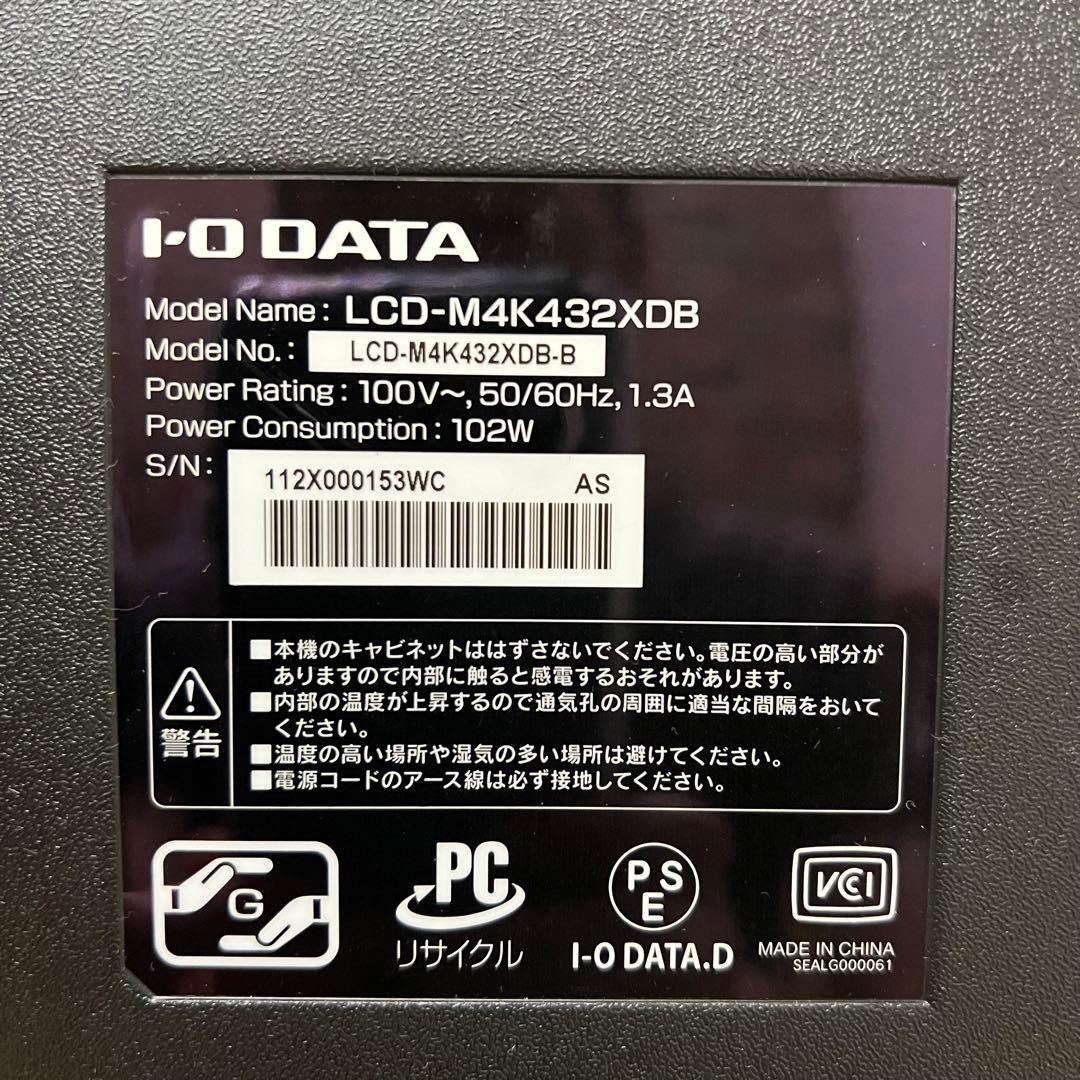 I-O DATA
Model Name: LCD-M4K432XDB
Model No.: LCD-M4K432XDB-B
Power Rating: 100V～, 50/60Hz, 1.3A
Power Consumption: 102W
S/N: 112X000153WC AS
警告
■本機のキャビネットははずさないでください。電圧の高い部分が
ありますので内部に触ると感電するおそれがあります。
■内部の温度が上昇するので通気孔の周囲に適当な間隔をおいて
ください。
■温度の高い場所や湿気の多い場所は避けてください。
■電源コードのアース線は必ず接地してください。
G
PC
リサイクル
PSE
I-O DATA.D
VCCI
MADE IN CHINA
SEALG000061